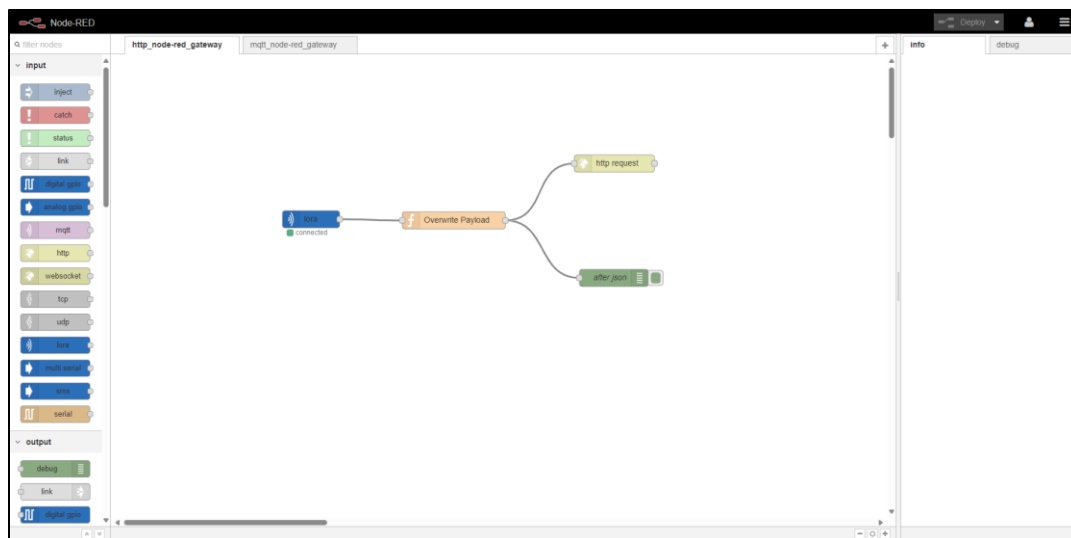 Node-RED
Deploy
filter nodes
http_node-red_gateway
mqtt_node-red_gateway
info
debug
input
inject
catch
status
link
digital gpio
analog gpio
mqtt
http
websocket
tcp
udp
lora
multi serial
serial
output
debug
link
digital gpio
lora
connected
Overwrite Payload
http request
after json